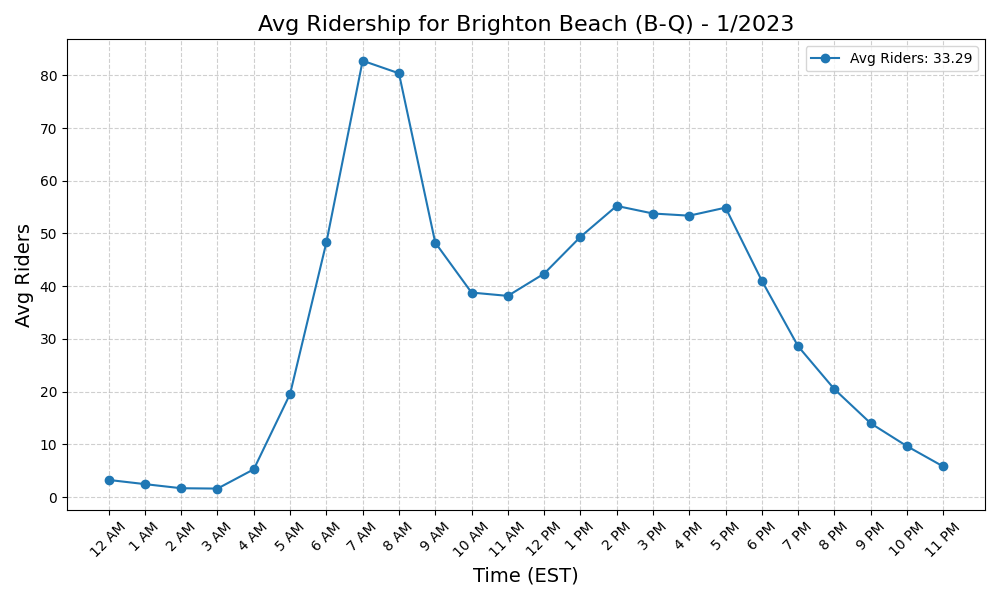 Avg Ridership for Brighton Beach (B-Q) - 1/2023
Avg Riders: 33.29
Avg Riders
80
70
60
50
40
30
20
10
0
12 AM
1 AM
2 AM
3 AM
4 AM
5 AM
6 AM
7 AM
8 AM
9 AM
10 AM
11 AM
12 PM
1 PM
2 PM
3 PM
4 PM
5 PM
6 PM
7 PM
8 PM
9 PM
10 PM
11 PM
Time (EST)